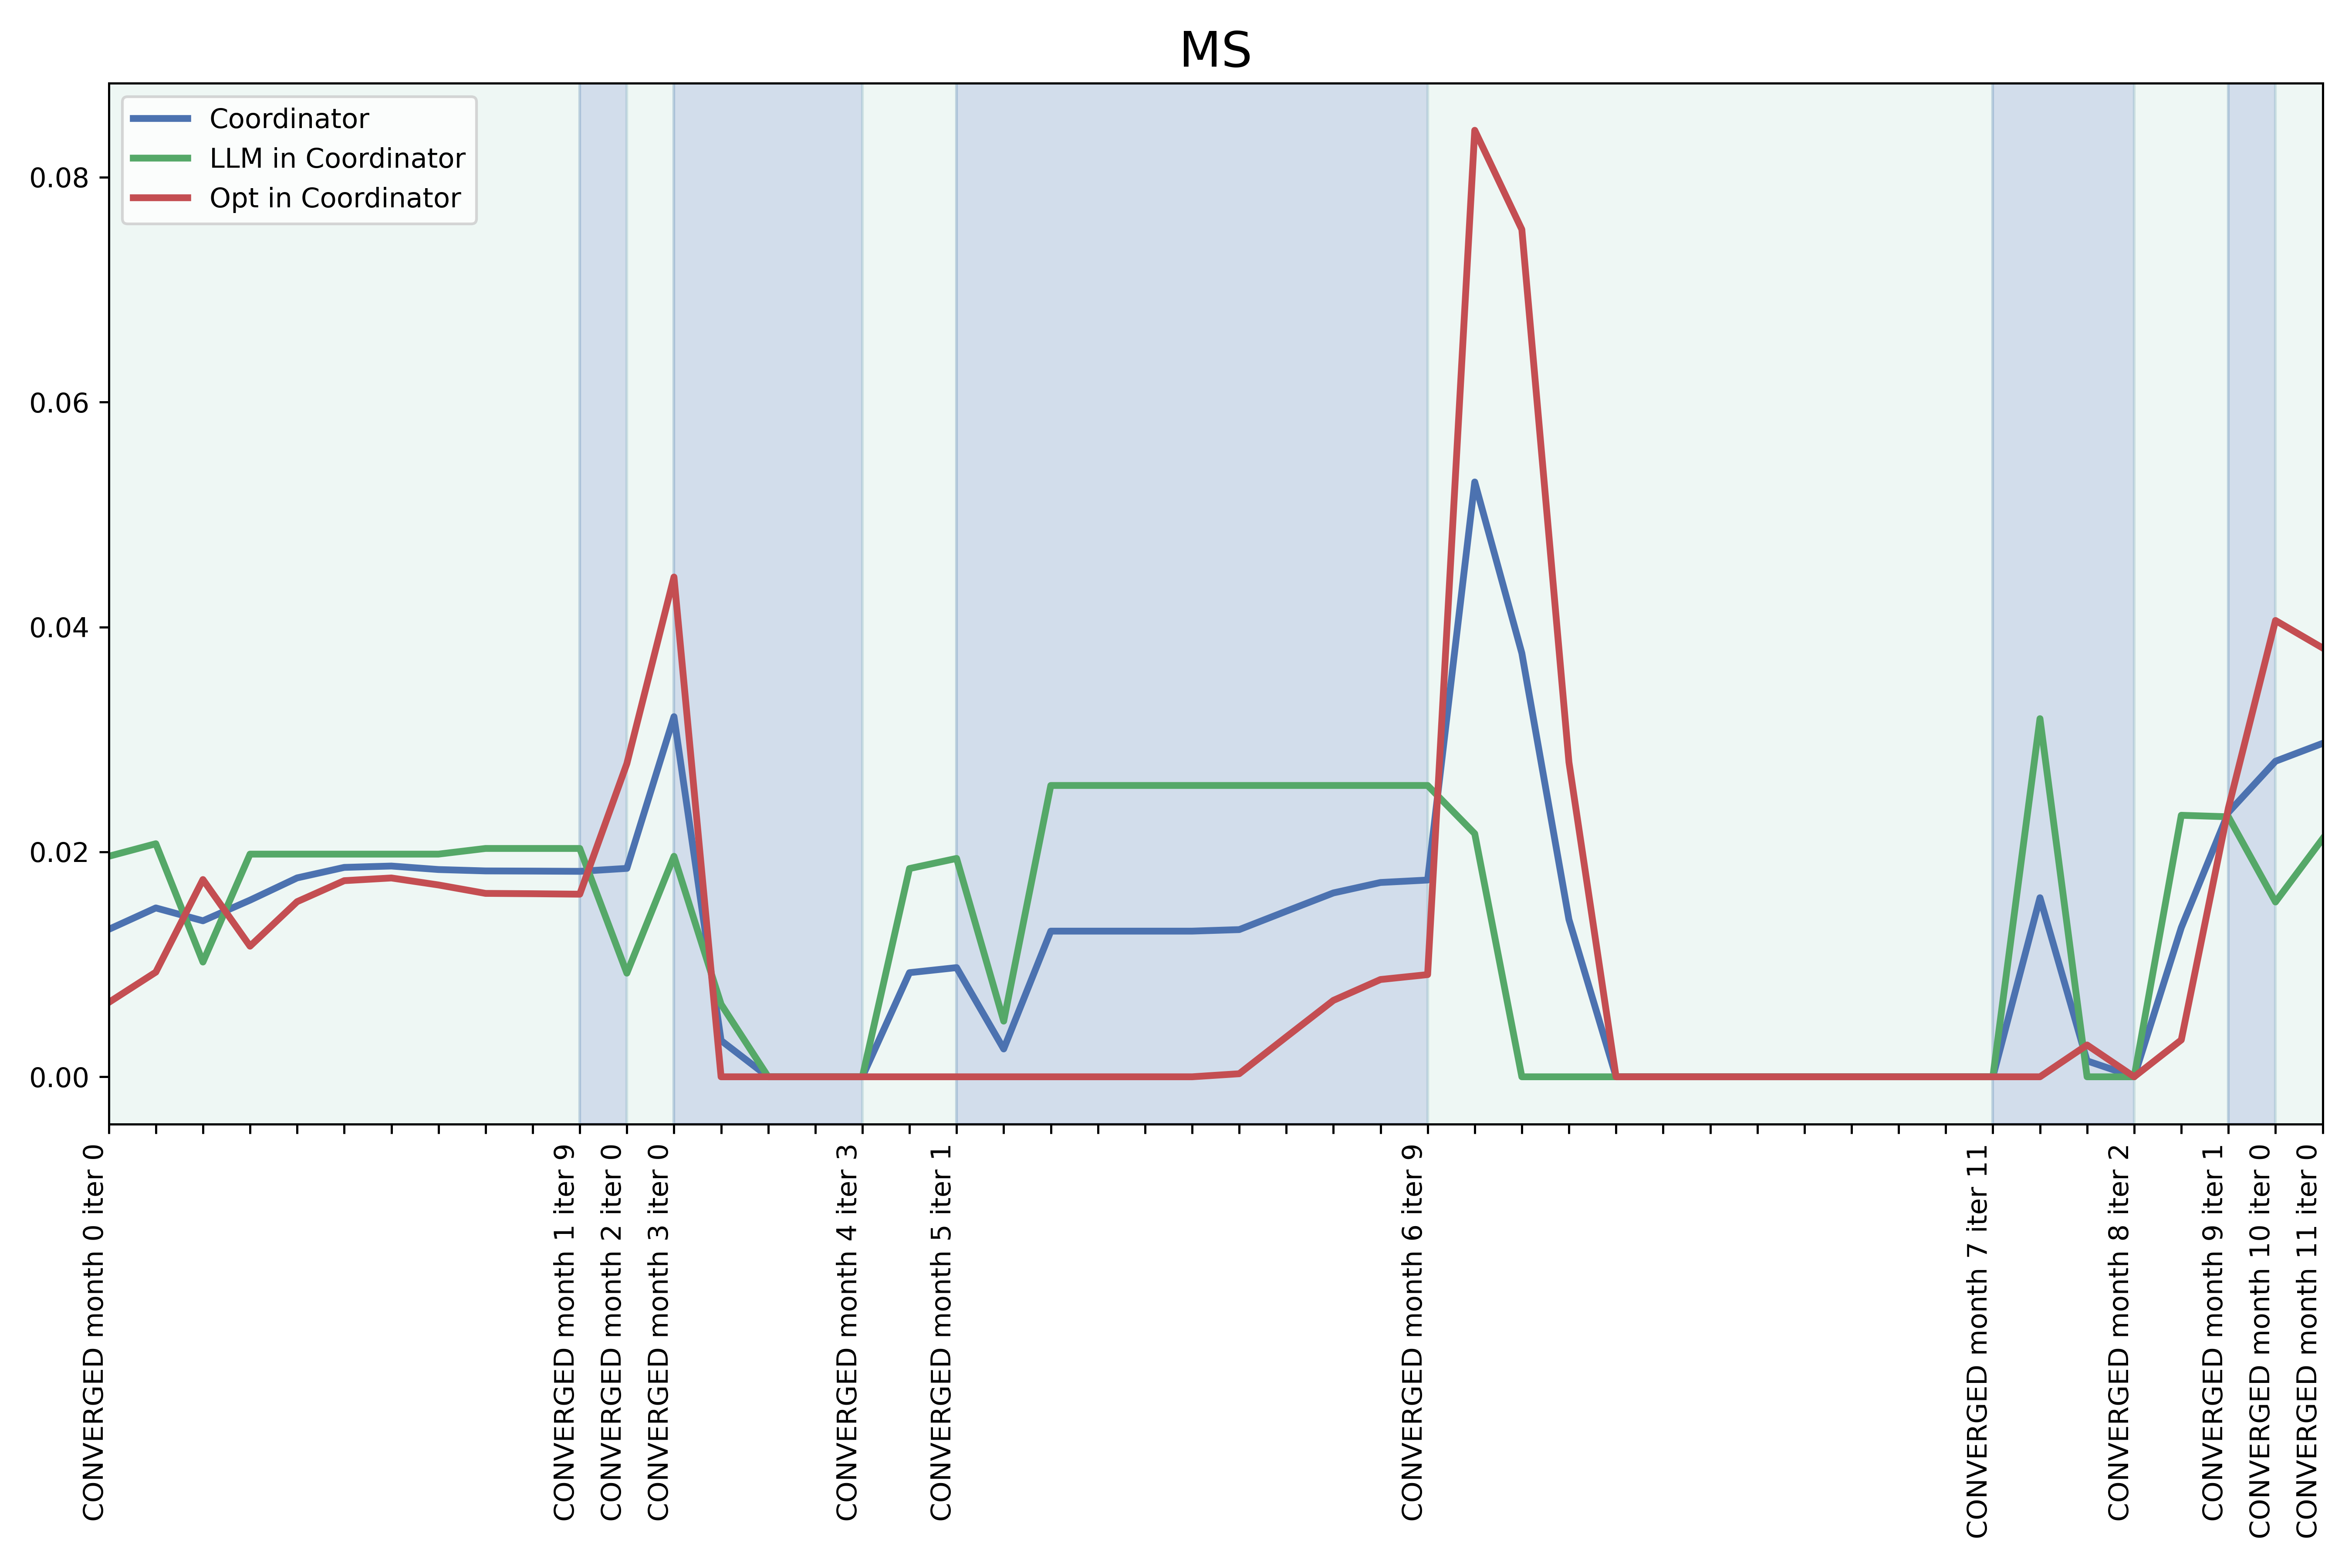 MS
Coordinator
LLM in Coordinator
Opt in Coordinator
0.08
0.06
0.04
0.02
0.00
CONVERGED month 0 iter 0
CONVERGED month 1 iter 9
CONVERGED month 2 iter 0
CONVERGED month 3 iter 0
CONVERGED month 4 iter 3
CONVERGED month 5 iter 1
CONVERGED month 6 iter 9
CONVERGED month 7 iter 11
CONVERGED month 8 iter 2
CONVERGED month 9 iter 1
CONVERGED month 10 iter 0
CONVERGED month 11 iter 0